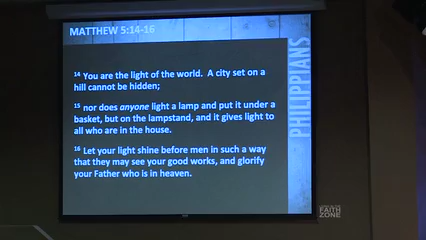 MATTHEW 5:14-16
14 You are the light of the world. A city set on a
hill cannot be hidden;
15 nor does anyone light a lamp and put it under a
basket, but on the lampstand, and it gives light to
all who are in the house.
16 Let your light shine before men in such a way
that they may see your good works, and glorify
your Father who is in heaven.
PHILIPPIANS
FAITH
ZONE